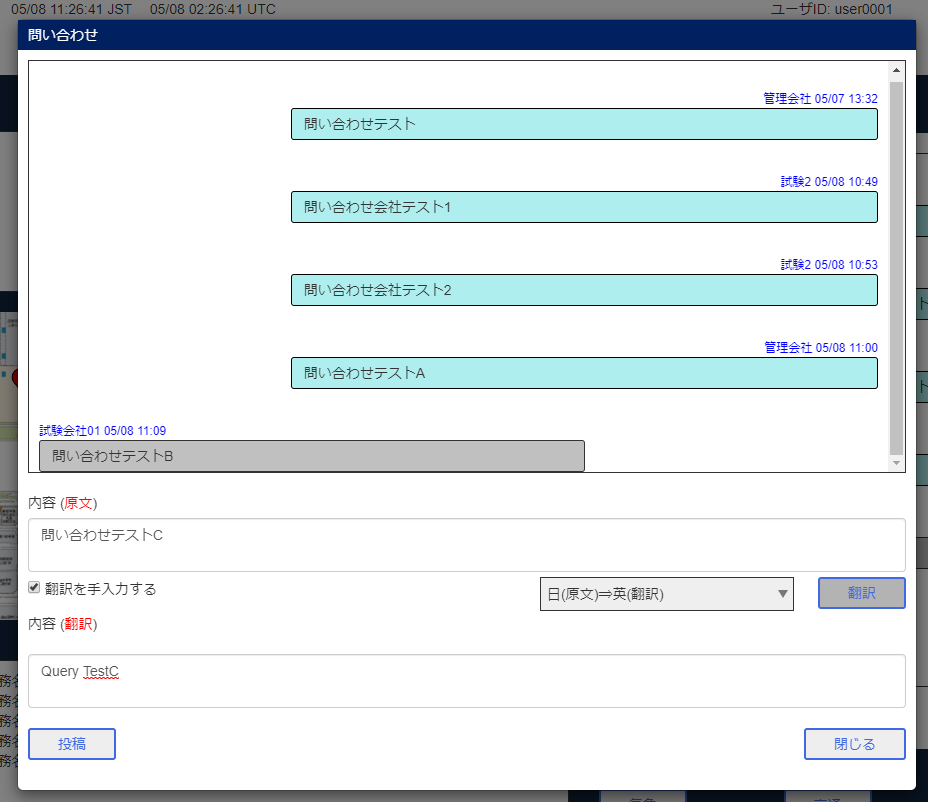 05/08 11:26:41 JST 05/08 02:26:41 UTC ユーザID: user0001
問い合わせ
管理会社 05/07 13:32
問い合わせテスト
試験2 05/08 10:49
問い合わせ会社テスト1
試験2 05/08 10:53
問い合わせ会社テスト2
管理会社 05/08 11:00
問い合わせテストA
試験会社01 05/08 11:09
問い合わせテストB
内容 (原文)
問い合わせテストC
翻訳を手入力する
日(原文)⇒英(翻訳)
翻訳
内容 (翻訳)
Query TestC
投稿
閉じる